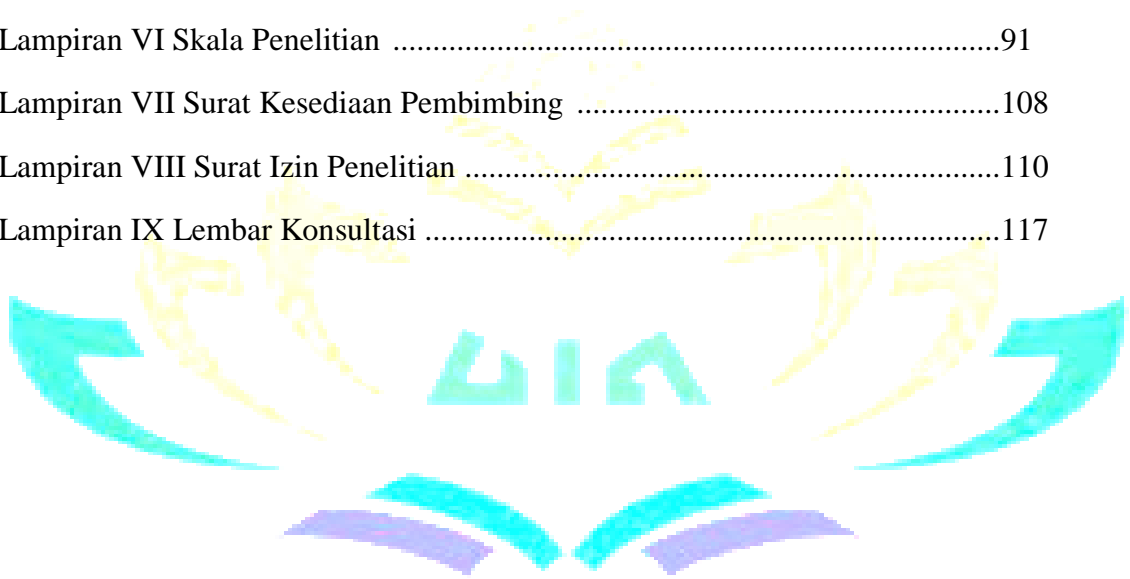 Lampiran VI Skala Penelitian ............................................................................91
Lampiran VII Surat Kesediaan Pembimbing .....................................................108
Lampiran VIII Surat Izin Penelitian ...................................................................110
Lampiran IX Lembar Konsultasi ........................................................................117